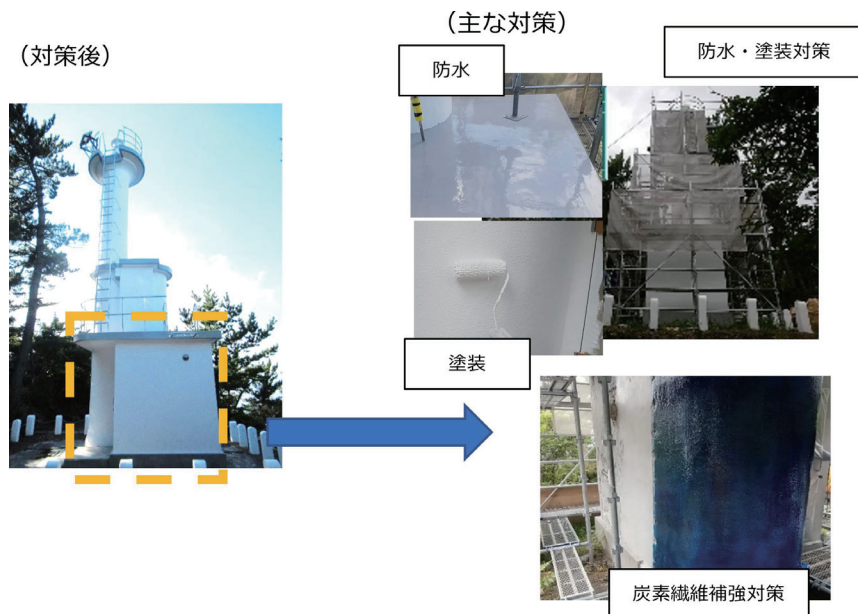 （主な対策）
（対策後）
防水
防水・塗装対策
塗装
炭素繊維補強対策